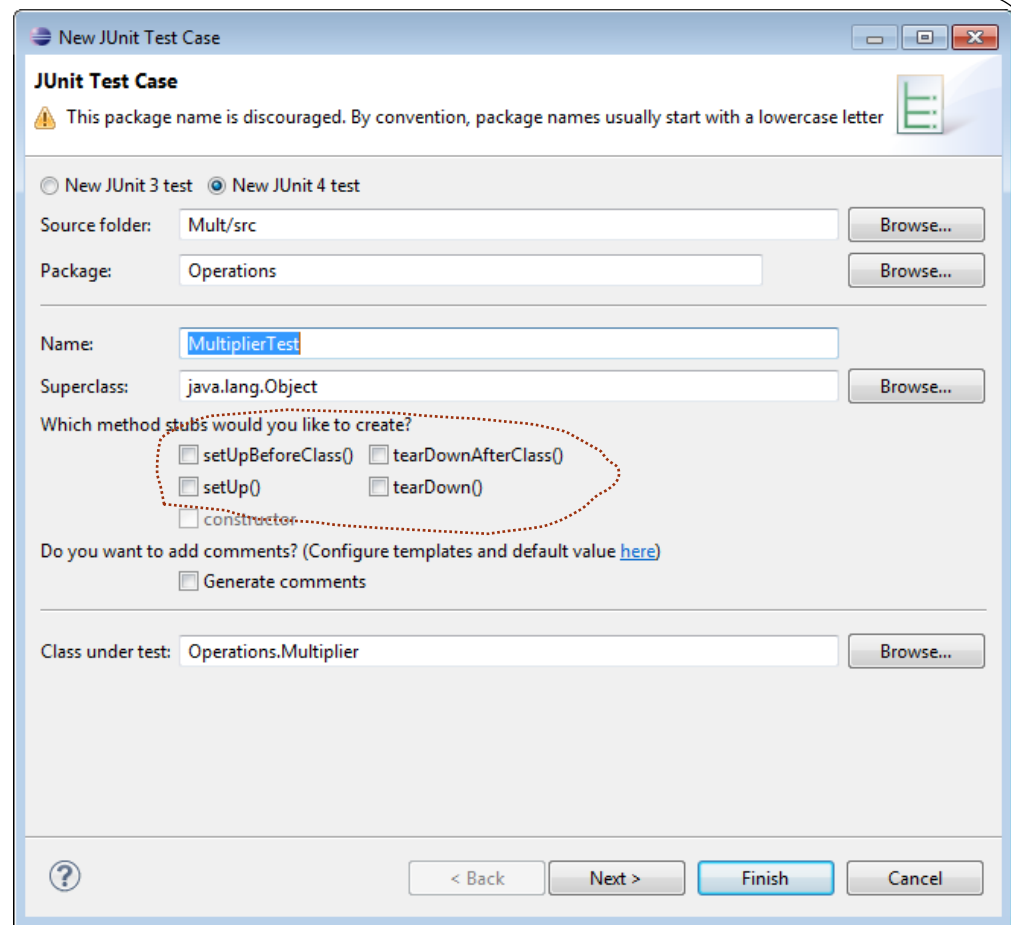 New JUnit Test Case
JUnit Test Case
This package name is discouraged. By convention, package names usually start with a lowercase letter
New JUnit 3 test New JUnit 4 test
Source folder: Mult/src Browse...
Package: Operations Browse...
Name: MultiplierTest
Superclass: java.lang.Object Browse...
Which method stubs would you like to create?
setUpBeforeClass() tearDownAfterClass()
setUp() tearDown()
constructor
Do you want to add comments? (Configure templates and default value here)
Generate comments
Class under test: Operations.Multiplier Browse...
? < Back Next > Finish Cancel